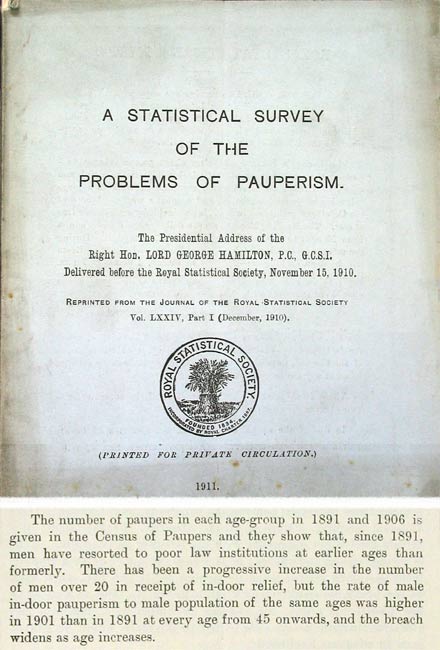 A STATISTICAL SURVEY
OF THE
PROBLEMS OF PAUPERISM.
The Presidential Address of the
Right Hon. LORD GEORGE HAMILTON, P.C., G.C.S.I.
Delivered before the Royal Statistical Society, November 15, 1910.
REPRINTED FROM THE JOURNAL OF THE ROYAL STATISTICAL SOCIETY
Vol. LXXIV, Part I (December, 1910).
ROYAL STATISTICAL SOCIETY
FOUNDED 1834
INCORPORATED BY ROYAL CHARTER 1887
(PRINTED FOR PRIVATE CIRCULATION.)
1911.
The number of paupers in each age-group in 1891 and 1906 is
given in the Census of Paupers and they show that, since 1891,
men have resorted to poor law institutions at earlier ages than
formerly. There has been a progressive increase in the number
of men over 20 in receipt of in-door relief, but the rate of male
in-door pauperism to male population of the same ages was higher
in 1901 than in 1891 at every age from 45 onwards, and the breach
widens as age increases.